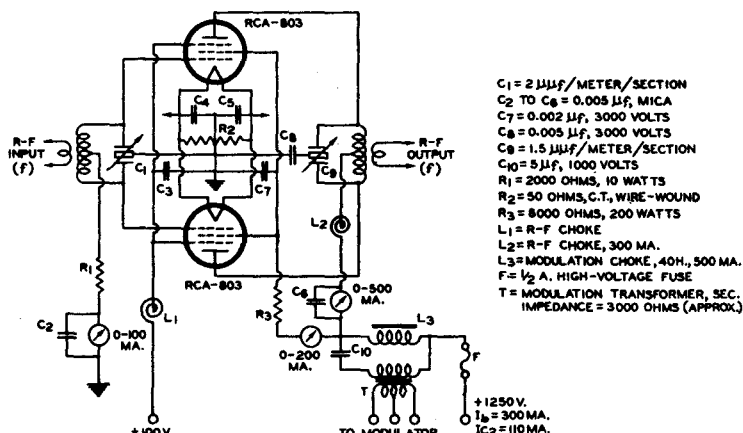 RCA-803
C4
C5
R2
C8
R-F
INPUT
(f)
C1
C3
C7
C9
R-F
OUTPUT
(f)
RCA-803
R1
C2
0-100
MA.
L1
+100V.
L2
C6
0-500
MA.
R3
0-200
MA.
C10
L3
T
F
TO MODULATOR
+1250 V.
Ib = 300 MA.
IC2 = 110 MA.
C1 = 2 μμf/METER/SECTION
C2 TO C6 = 0.005 μf, MICA
C7 = 0.002 μf, 3000 VOLTS
C8 = 0.005 μf, 3000 VOLTS
C9 = 1.5 μμf/METER/SECTION
C10 = 5 μf, 1000 VOLTS
R1 = 2000 OHMS, 10 WATTS
R2 = 50 OHMS, C.T., WIRE-WOUND
R3 = 8000 OHMS, 200 WATTS
L1 = R-F CHOKE
L2 = R-F CHOKE, 300 MA.
L3 = MODULATION CHOKE, 40H., 500 MA.
F = 1/2 A. HIGH-VOLTAGE FUSE
T = MODULATION TRANSFORMER, SEC.
IMPEDANCE = 3000 OHMS (APPROX.)